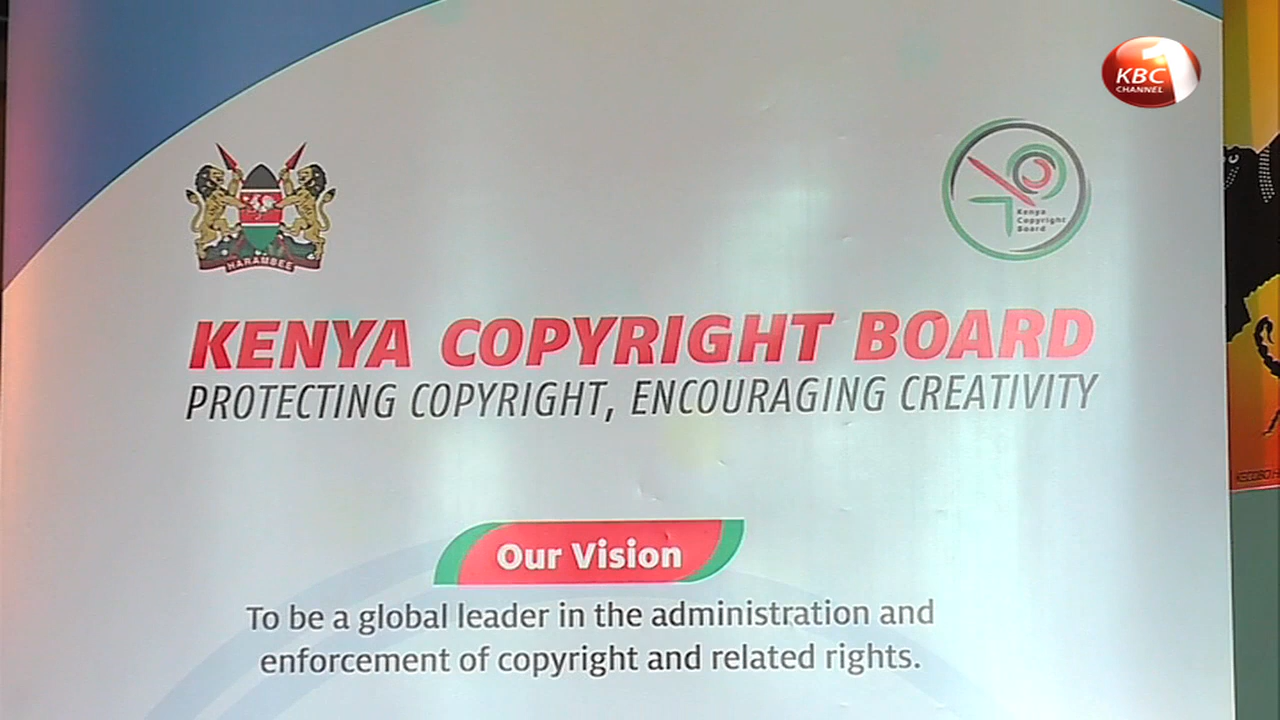 KBC
CHANNEL 1
HARAMBEE
Kenya
Copyright
Board
KENYA COPYRIGHT BOARD
PROTECTING COPYRIGHT, ENCOURAGING CREATIVITY
Our Vision
To be a global leader in the administration and
enforcement of copyright and related rights.